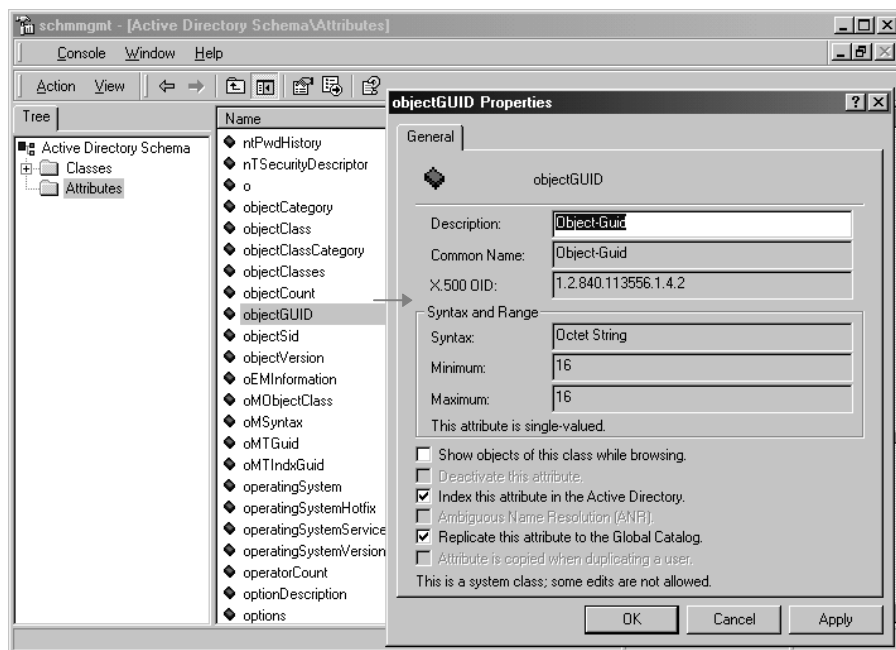 schmmgmt - [Active Directory Schema\Attributes]
Console Window Help
Action View
Tree
Active Directory Schema
Classes
Attributes
Name
ntPwdHistory
nTSecurityDescriptor
o
objectCategory
objectClass
objectClassCategory
objectClasses
objectCount
objectGUID
objectSid
objectVersion
oEMInformation
oMObjectClass
oMSyntax
oMTGuid
oMTIndxGuid
operatingSystem
operatingSystemHotfix
operatingSystemService
operatingSystemVersion
operatorCount
optionDescription
options
objectGUID Properties
General
objectGUID
Description: Object-Guid
Common Name: Object-Guid
X.500 OID: 1.2.840.113556.1.4.2
Syntax and Range
Syntax: Octet String
Minimum: 16
Maximum: 16
This attribute is single-valued.
Show objects of this class while browsing.
Deactivate this attribute.
Index this attribute in the Active Directory.
Ambiguous Name Resolution (ANR).
Replicate this attribute to the Global Catalog.
Attribute is copied when duplicating a user.
This is a system class; some edits are not allowed.
OK Cancel Apply